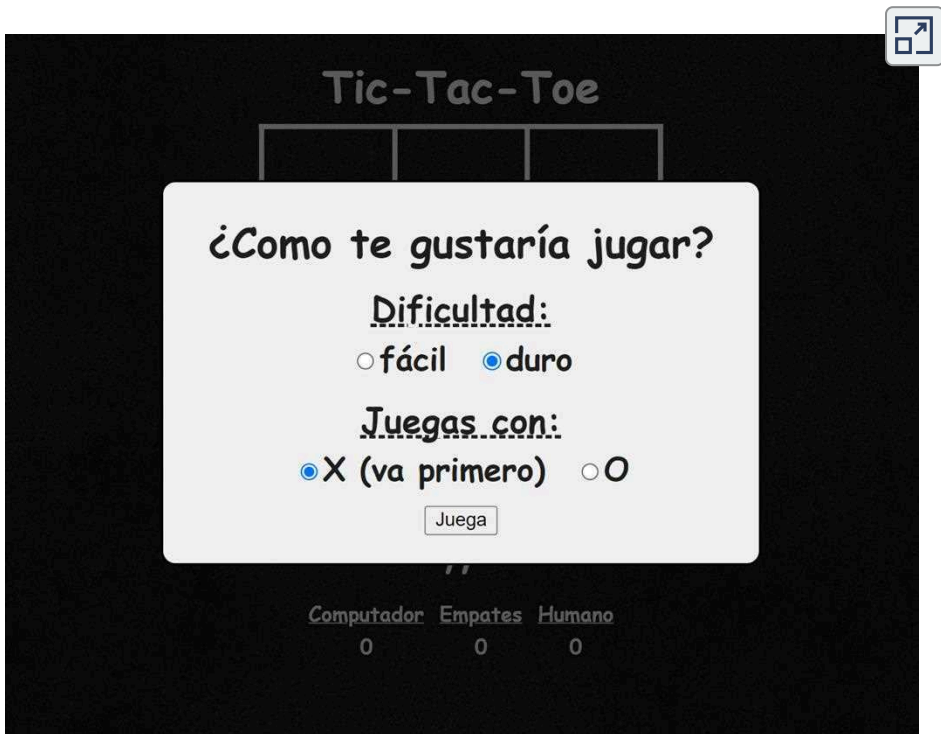 Tic-Tac-Toe
¿Como te gustaría jugar?
Dificultad:
fácil duro
Juegas con:
X (va primero) O
Juega
Computador Empates Humano
0 0 0